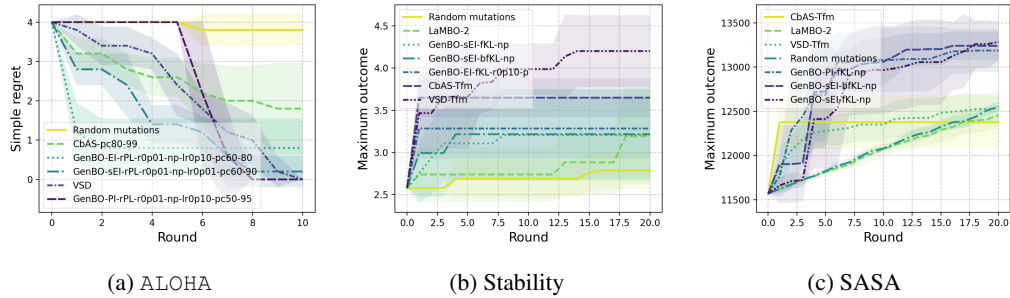 Simple regret
4
3
2
1
0
Random mutations
CbAS-pc80-99
GenBO-EI-rPL-r0p01-np-lr0p10-pc60-80
GenBO-sEI-rPL-r0p01-np-lr0p01-pc60-90
VSD
GenBO-PI-rPL-r0p01-np-lr0p10-pc50-95
0 2 4 6 8 10
Round
(a) ALOHA
Maximum outcome
4.5
4.0
3.5
3.0
2.5
Random mutations
LaMBO-2
GenBO-sEI-fKL-np
GenBO-sEI-bfKL-np
GenBO-EI-fKL-r0p10-p
CbAS-Tfm
VSD-Tfm
0.0 2.5 5.0 7.5 10.0 12.5 15.0 17.5 20.0
Round
(b) Stability
Maximum outcome
13500
13000
12500
12000
11500
CbAS-Tfm
LaMBO-2
VSD-Tfm
Random mutations
GenBO-PI-fKL-np
GenBO-sEI-bfKL-np
GenBO-sEI-fKL-np
0.0 2.5 5.0 7.5 10.0 12.5 15.0 17.5 20.0
Round
(c) SASA